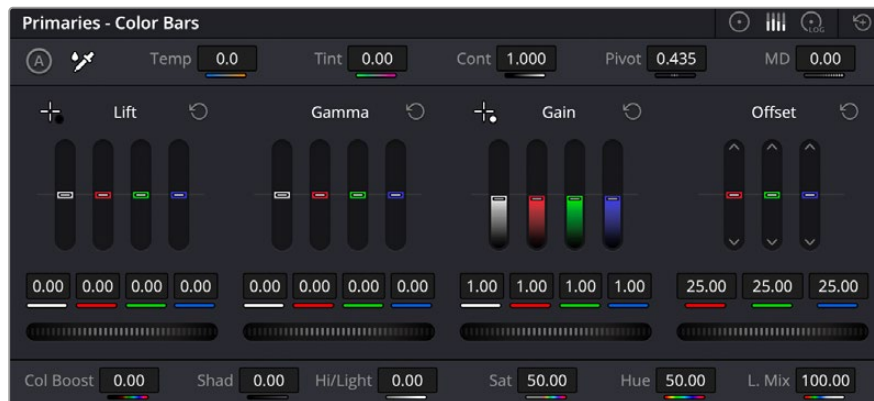 Primaries - Color Bars
LOG
A Temp 0.0 Tint 0.00 Cont 1.000 Pivot 0.435 MD 0.00
Lift Gamma Gain Offset
0.00 0.00 0.00 0.00 0.00 0.00 0.00 0.00 1.00 1.00 1.00 1.00 25.00 25.00 25.00
Col Boost 0.00 Shad 0.00 Hi/Light 0.00 Sat 50.00 Hue 50.00 L. Mix 100.00